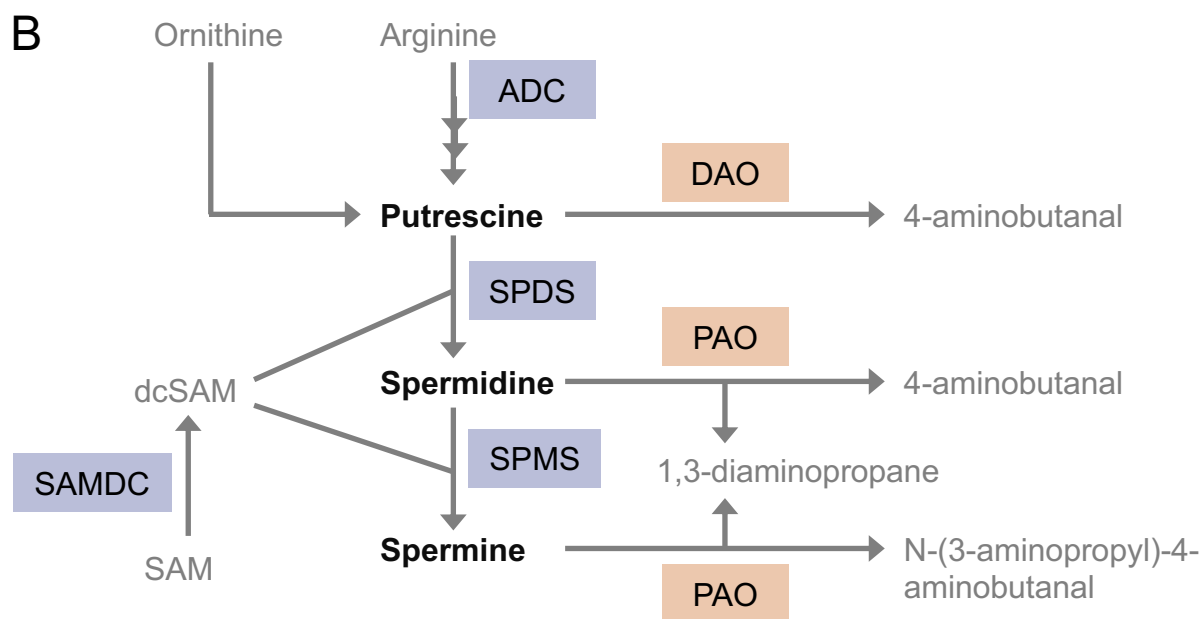 B
Ornithine
Arginine
ADC
DAO
Putrescine
4-aminobutanal
SPDS
PAO
dcSAM
Spermidine
4-aminobutanal
SPMS
1,3-diaminopropane
SAMDC
Spermine
N-(3-aminopropyl)-4-
aminobutanal
SAM
PAO